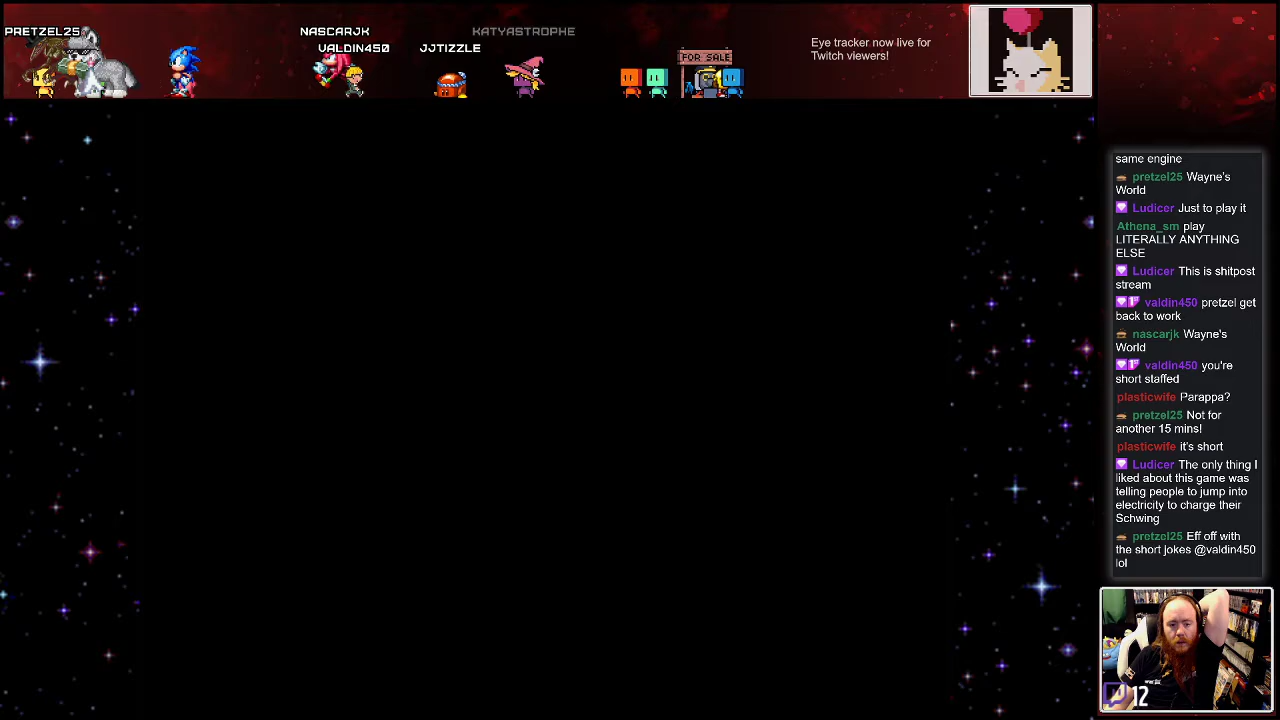 PRETZEL25
NASCARJK
VALDIN450
JJTIZZLE
KATYASTROPHE
FOR SALE
Eye tracker now live for
Twitch viewers!
same engine
pretzel25 Wayne's
World
Ludicer Just to play it
Athena_sm play
LITERALLY ANYTHING
ELSE
Ludicer This is shitpost
stream
valdin450 pretzel get
back to work
nascarjk Wayne's
World
valdin450 you're
short staffed
plasticwife Parappa?
pretzel25 Not for
another 15 mins!
plasticwife it's short
Ludicer The only thing I
liked about this game was
telling people to jump into
electricity to charge their
Schwing
pretzel25 Eff off with
the short jokes @valdin450
lol
12